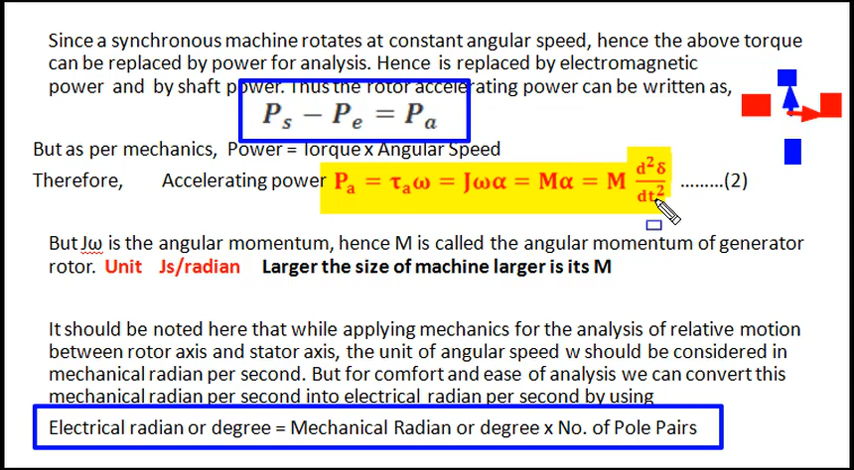 Since a synchronous machine rotates at constant angular speed, hence the above torque
can be replaced by power for analysis. Hence is replaced by electromagnetic
power and by shaft power. Thus the rotor accelerating power can be written as,
Pₛ − Pₑ = Pₐ
But as per mechanics, Power = Torque x Angular Speed
Therefore, Accelerating power Pₐ = τₐω = Jωα = Mα = M d²δ/dt² .........(2)
But Jω is the angular momentum, hence M is called the angular momentum of generator
rotor. Unit Js/radian Larger the size of machine larger is its M
It should be noted here that while applying mechanics for the analysis of relative motion
between rotor axis and stator axis, the unit of angular speed w should be considered in
mechanical radian per second. But for comfort and ease of analysis we can convert this
mechanical radian per second into electrical radian per second by using
Electrical radian or degree = Mechanical Radian or degree x No. of Pole Pairs